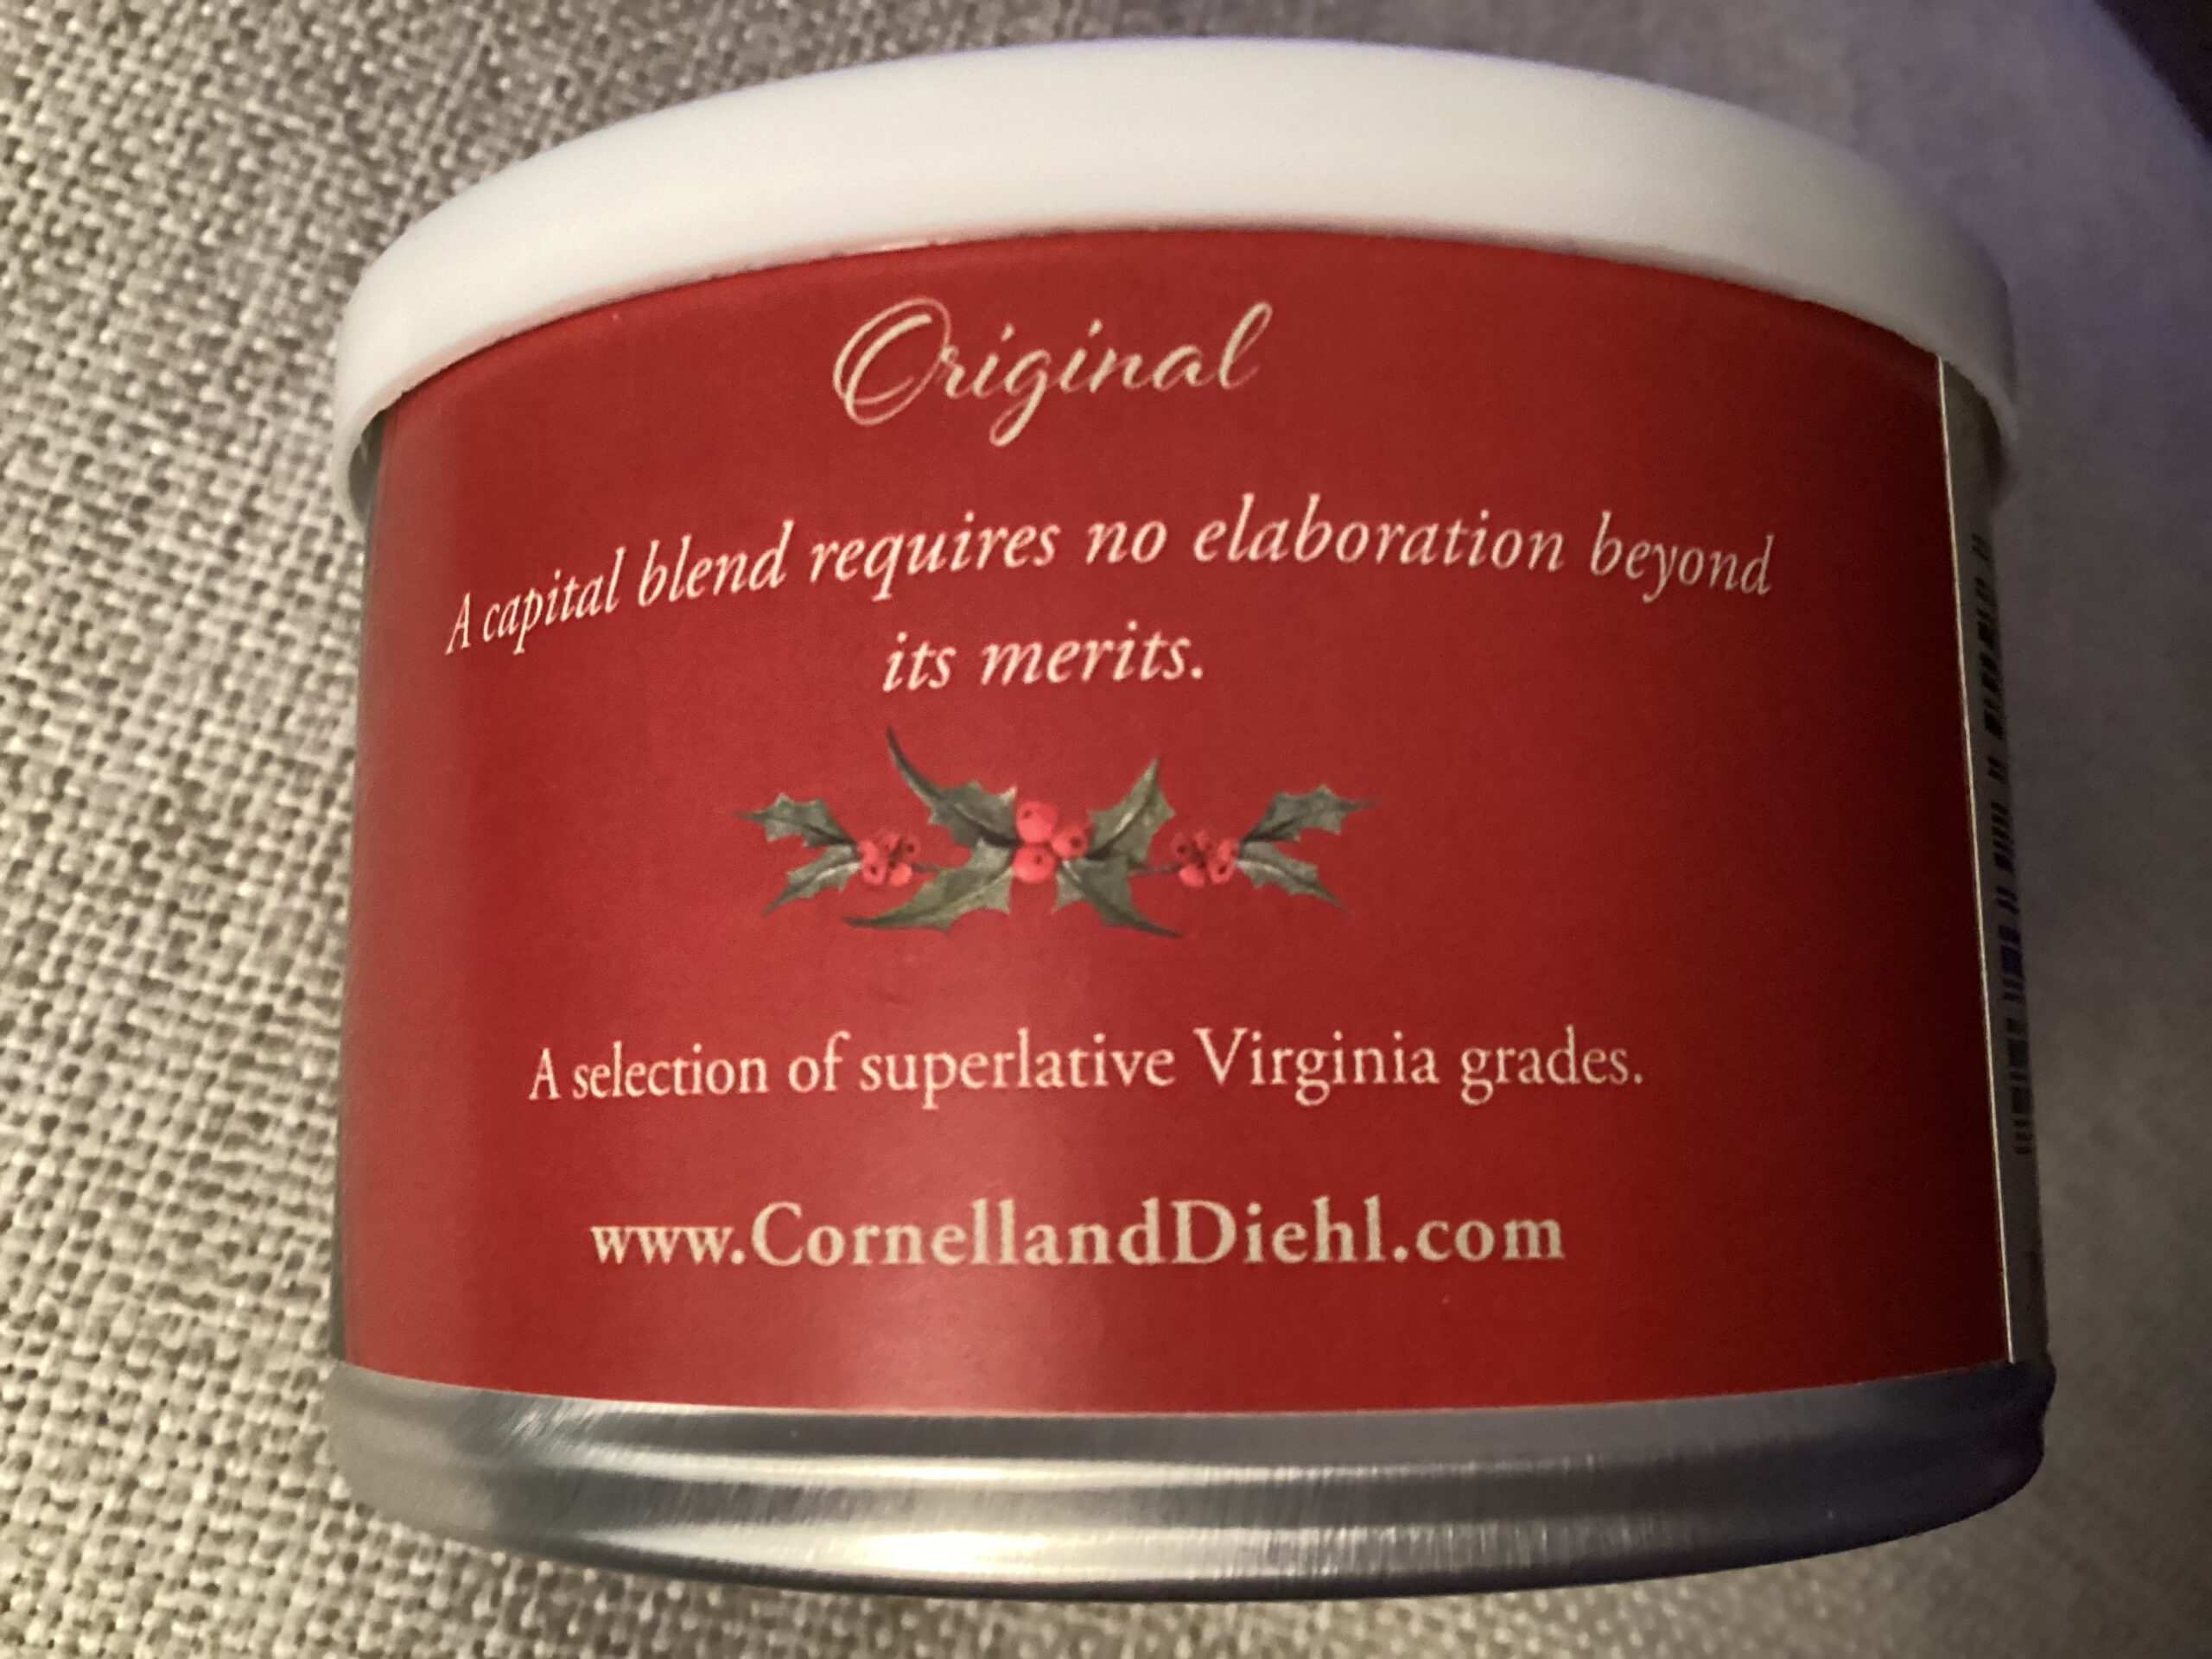 Original
A capital blend requires no elaboration beyond
its merits.
A selection of superlative Virginia grades.
www.CornellandDiehl.com